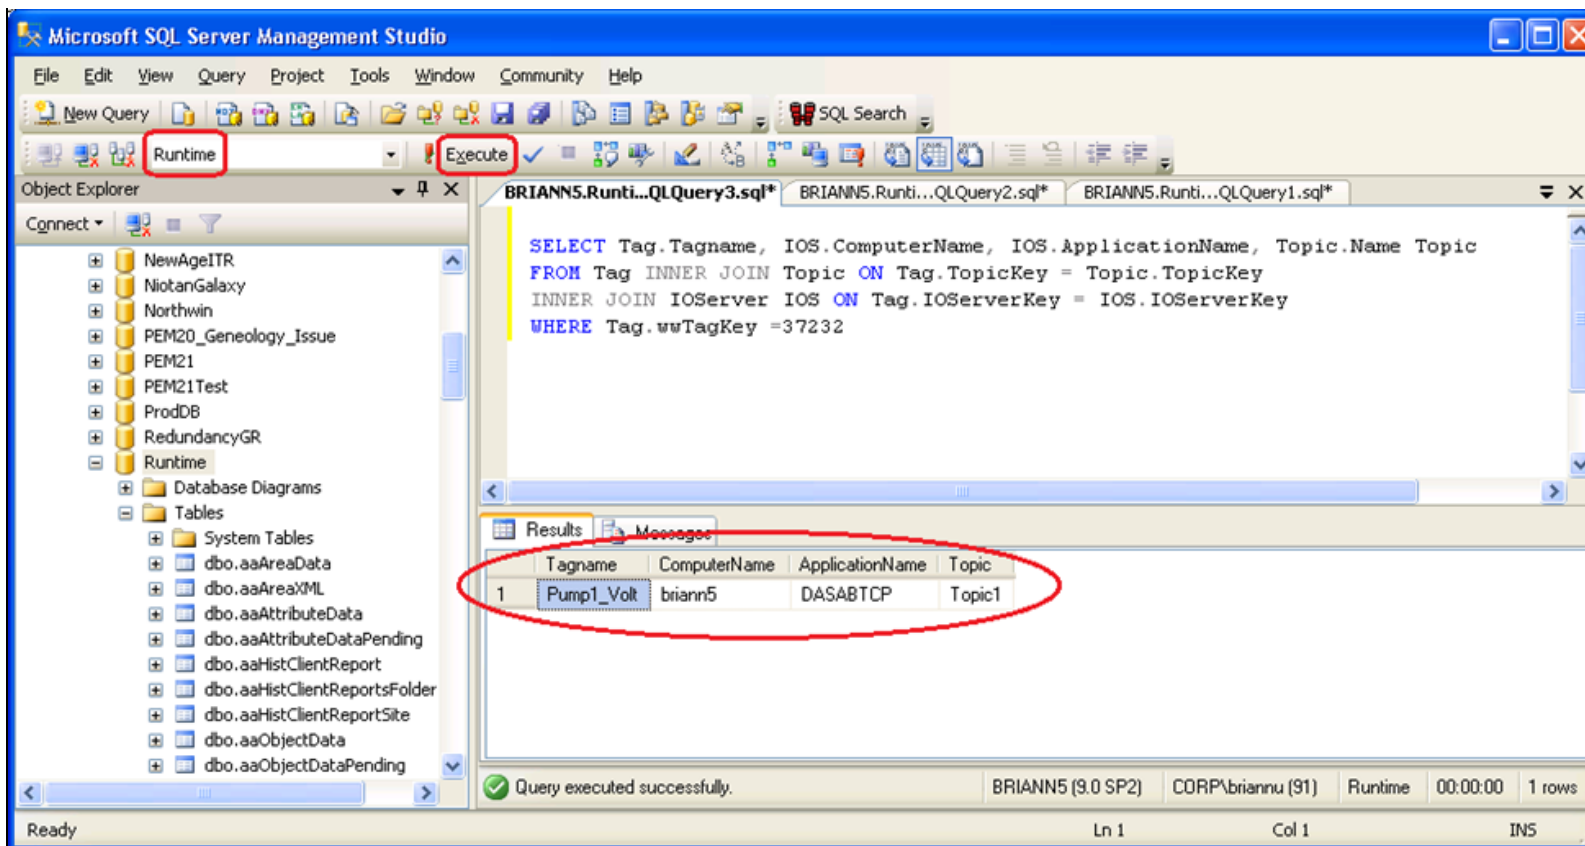 Microsoft SQL Server Management Studio
File Edit View Query Project Tools Window Community Help
New Query SQL Search
Runtime Execute
Object Explorer
BRIANN5.Runti...QLQuery3.sql* BRIANN5.Runti...QLQuery2.sql* BRIANN5.Runti...QLQuery1.sql*
Connect
NewAgeITR
NiotanGalaxy
Northwin
PEM20_Geneology_Issue
PEM21
PEM21Test
ProdDB
RedundancyGR
Runtime
Database Diagrams
Tables
System Tables
dbo.aaAreaData
dbo.aaAreaXML
dbo.aaAttributeData
dbo.aaAttributeDataPending
dbo.aaHistClientReport
dbo.aaHistClientReportsFolder
dbo.aaHistClientReportSite
dbo.aaObjectData
dbo.aaObjectDataPending
SELECT Tag.Tagname, IOS.ComputerName, IOS.ApplicationName, Topic.Name Topic
FROM Tag INNER JOIN Topic ON Tag.TopicKey = Topic.TopicKey
INNER JOIN IOServer IOS ON Tag.IOServerKey = IOS.IOServerKey
WHERE Tag.wwTagKey =37232
Results Messages
Tagname ComputerName ApplicationName Topic
1 Pump1_Volt briann5 DASABTCP Topic1
Query executed successfully. BRIANN5 (9.0 SP2) CORP\briannu (91) Runtime 00:00:00 1 rows
Ready Ln 1 Col 1 INS